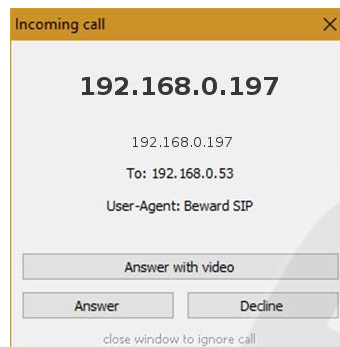 Incoming call
192.168.0.197
192.168.0.197
To: 192.168.0.53
User-Agent: Beward SIP
Answer with video
Answer
Decline
close window to ignore call